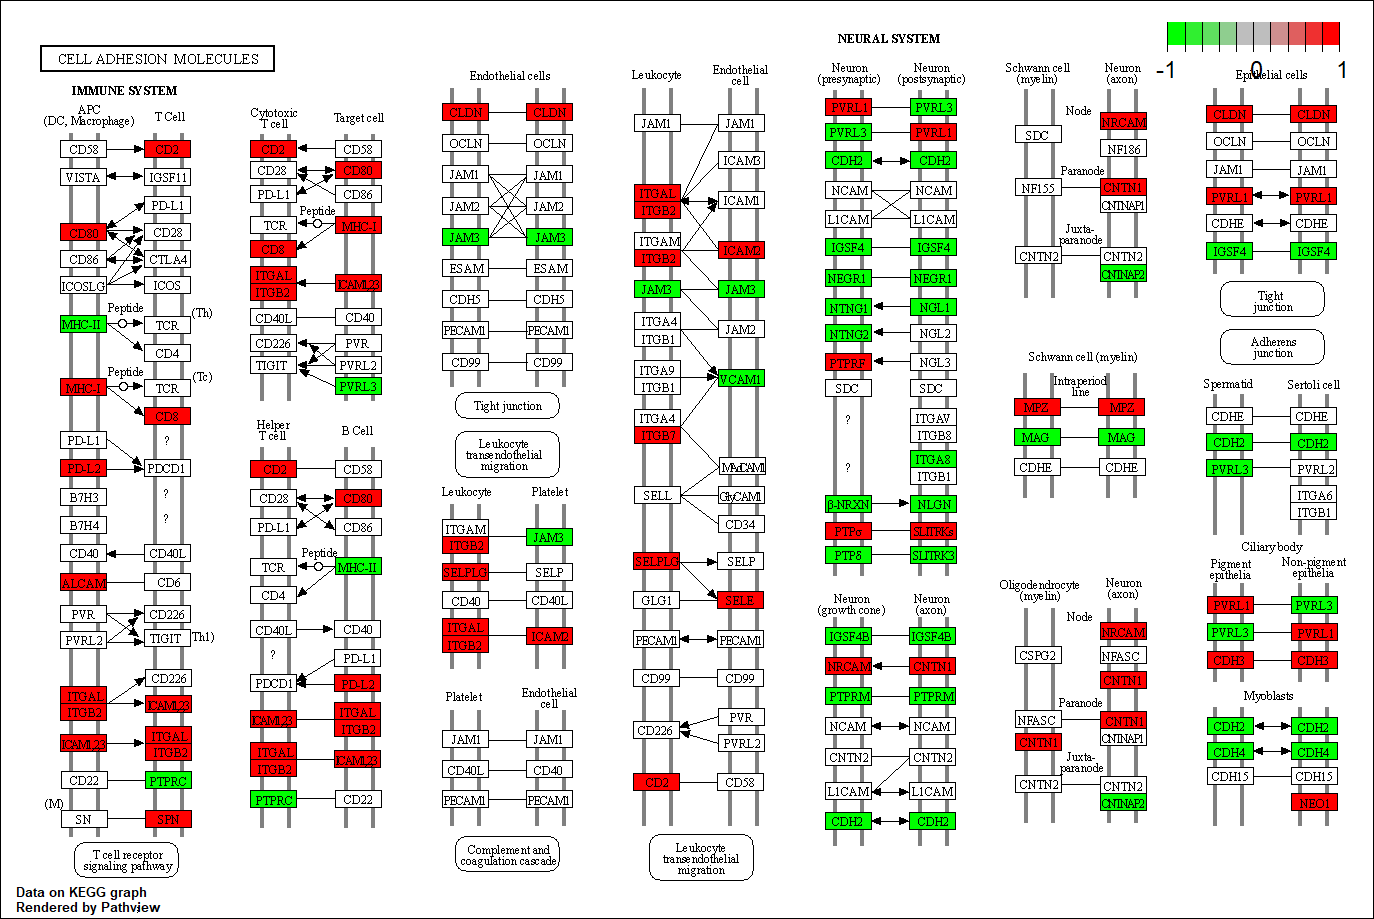 CELL ADHESION MOLECULES
NEURAL SYSTEM
-1 0 1
IMMUNE SYSTEM
APC
(DC, Macrophage)
T Cell
CD58
CD2
VISTA
IGSF11
PD-L1
CD80
CD28
CD86
CTLA4
ICOSLG
ICOS
Peptide
MHC-II
TCR
(Th)
CD4
Peptide
MHC-I
TCR
(Tc)
CD8
PD-L1
?
PD-L2
PDCD1
B7H3
?
B7H4
?
CD40
CD40L
ALCAM
CD6
PVR
CD226
PVRL2
TIGIT
Th1)
CD226
ITGAL
ITGB2
ICAM1,23
ICAM1,23
ITGAL
ITGB2
CD22
PTPRC
(M)
SN
SPN
T cell receptor
signaling pathway
Cytotoxic
T cell
Target cell
CD2
CD58
CD28
CD80
PD-L1
CD86
Peptide
TCR
MHC-I
CD8
ITGAL
ITGB2
ICAM1,23
CD40L
CD40
CD226
PVR
TIGIT
PVRL2
PVRL3
Helper
T cell
B Cell
CD2
CD58
CD28
CD80
PD-L1
CD86
Peptide
TCR
MHC-II
CD4
CD40L
CD40
?
PD-L1
PDCD1
PD-L2
ICAM1,23
ITGAL
ITGB2
ITGAL
ITGB2
ICAM1,23
PTPRC
CD22
Endothelial cells
CLDN
CLDN
OCLN
OCLN
JAM1
JAM1
JAM2
JAM2
JAM3
JAM3
ESAM
ESAM
CDH5
CDH5
PECAM1
PECAM1
CD99
CD99
Tight junction
Leukocyte
transendothelial
migration
Leukocyte
Platelet
ITGAM
ITGB2
JAM3
SELPLG
SELP
CD40
CD40L
ITGAL
ITGB2
ICAM2
Platelet
Endothelial
cell
JAM1
JAM1
CD40L
CD40
PECAM1
PECAM1
Complement and
coagulation cascade
Leukocyte
Endothelial
cell
JAM1
JAM1
ICAM3
ITGAL
ITGB2
ICAM1
ITGAM
ITGB2
ICAM2
JAM3
JAM3
ITGA4
ITGB1
JAM2
ITGA9
ITGB1
VCAM1
ITGA4
ITGB7
MAdCAM1
SELL
GlyCAM1
CD34
SELPLG
SELP
GLG1
SELE
PECAM1
PECAM1
CD99
CD99
CD226
PVR
PVRL2
CD2
CD58
Leukocyte
transendothelial
migration
Neuron
(presynaptic)
Neuron
(postsynaptic)
PVRL1
PVRL3
PVRL3
PVRL1
CDH2
CDH2
NCAM
NCAM
L1CAM
L1CAM
IGSF4
IGSF4
NEGR1
NEGR1
NTNG1
NGL1
NTNG2
NGL2
PTPRF
NGL3
SDC
SDC
?
ITGAV
ITGB8
?
ITGA8
ITGB1
β-NRXN
NLGN
PTPσ
SLITRKs
PTPδ
SLITRK3
Neuron
(growth cone)
Neuron
(axon)
IGSF4B
IGSF4B
NRCAM
CNTN1
PTPRM
PTPRM
NCAM
NCAM
CNTN2
CNTN2
L1CAM
L1CAM
CDH2
CDH2
Schwann cell
(myelin)
Neuron
(axon)
Node
NRCAM
SDC
NF186
Paranode
NF155
CNTN1
CNTNAP1
Juxta-
paranode
CNTN2
CNTN2
CNTNAP2
Schwann cell (myelin)
Intraperiod
line
MPZ
MPZ
MAG
MAG
CDHE
CDHE
Oligodendrocyte
(myelin)
Neuron
(axon)
Node
NRCAM
CSPG2
NFASC
CNTN1
Paranode
NFASC
CNTN1
CNTN1
CNTNAP1
Juxta-
paranode
CNTN2
CNTN2
CNTNAP2
Epithelial cells
CLDN
CLDN
OCLN
OCLN
JAM1
JAM1
PVRL1
PVRL1
CDHE
CDHE
IGSF4
IGSF4
Tight
junction
Adherens
junction
Spermatid
Sertoli cell
CDHE
CDHE
CDH2
CDH2
PVRL3
PVRL2
ITGA6
ITGB1
Ciliary body
Pigment
epithelia
Non-pigment
epithelia
PVRL1
PVRL3
PVRL3
PVRL1
CDH3
CDH3
Myoblasts
CDH2
CDH2
CDH4
CDH4
CDH15
CDH15
NEO1
Data on KEGG graph
Rendered by Pathview